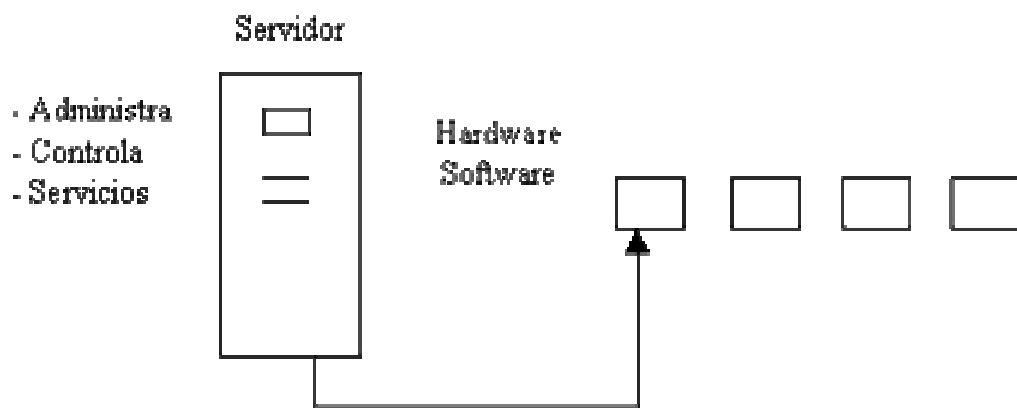 Servidor
- Administra
- Controla
- Servicios
Hardware
Software